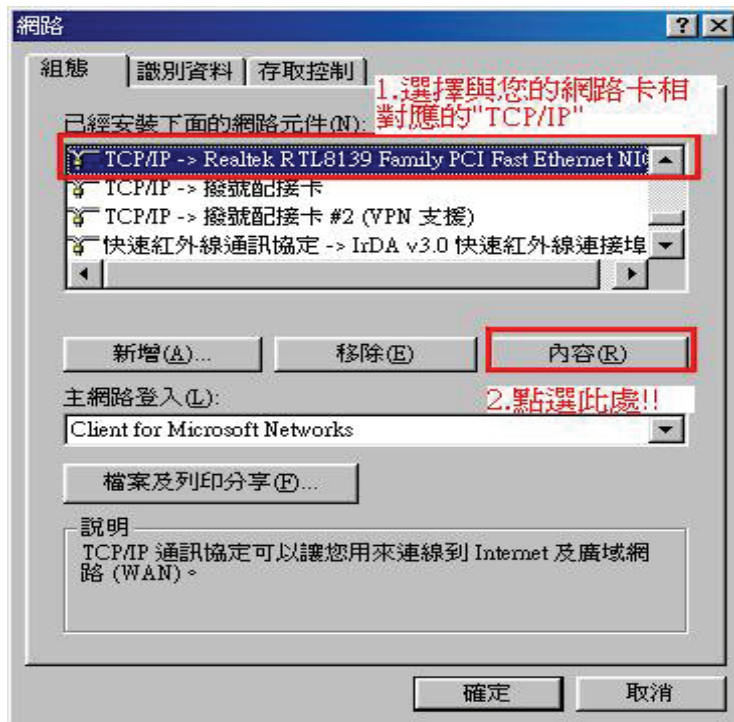 網路
組態
識別資料
存取控制
1.選擇與您的網路卡相
對應的"TCP/IP"
已經安裝下面的網路元件(N):
TCP/IP -> Realtek RTL8139 Family PCI Fast Ethernet NI
TCP/IP -> 撥號配接卡
TCP/IP -> 撥號配接卡 #2 (VPN 支援)
快速紅外線通訊協定 -> IrDA v3.0 快速紅外線連接埠
新增(A)...
移除(E)
內容(R)
主網路登入(L):
2.點選此處!!
Client for Microsoft Networks
檔案及列印分享(F)...
說明
TCP/IP 通訊協定可以讓您用來連線到 Internet 及廣域網
路 (WAN)。
確定
取消